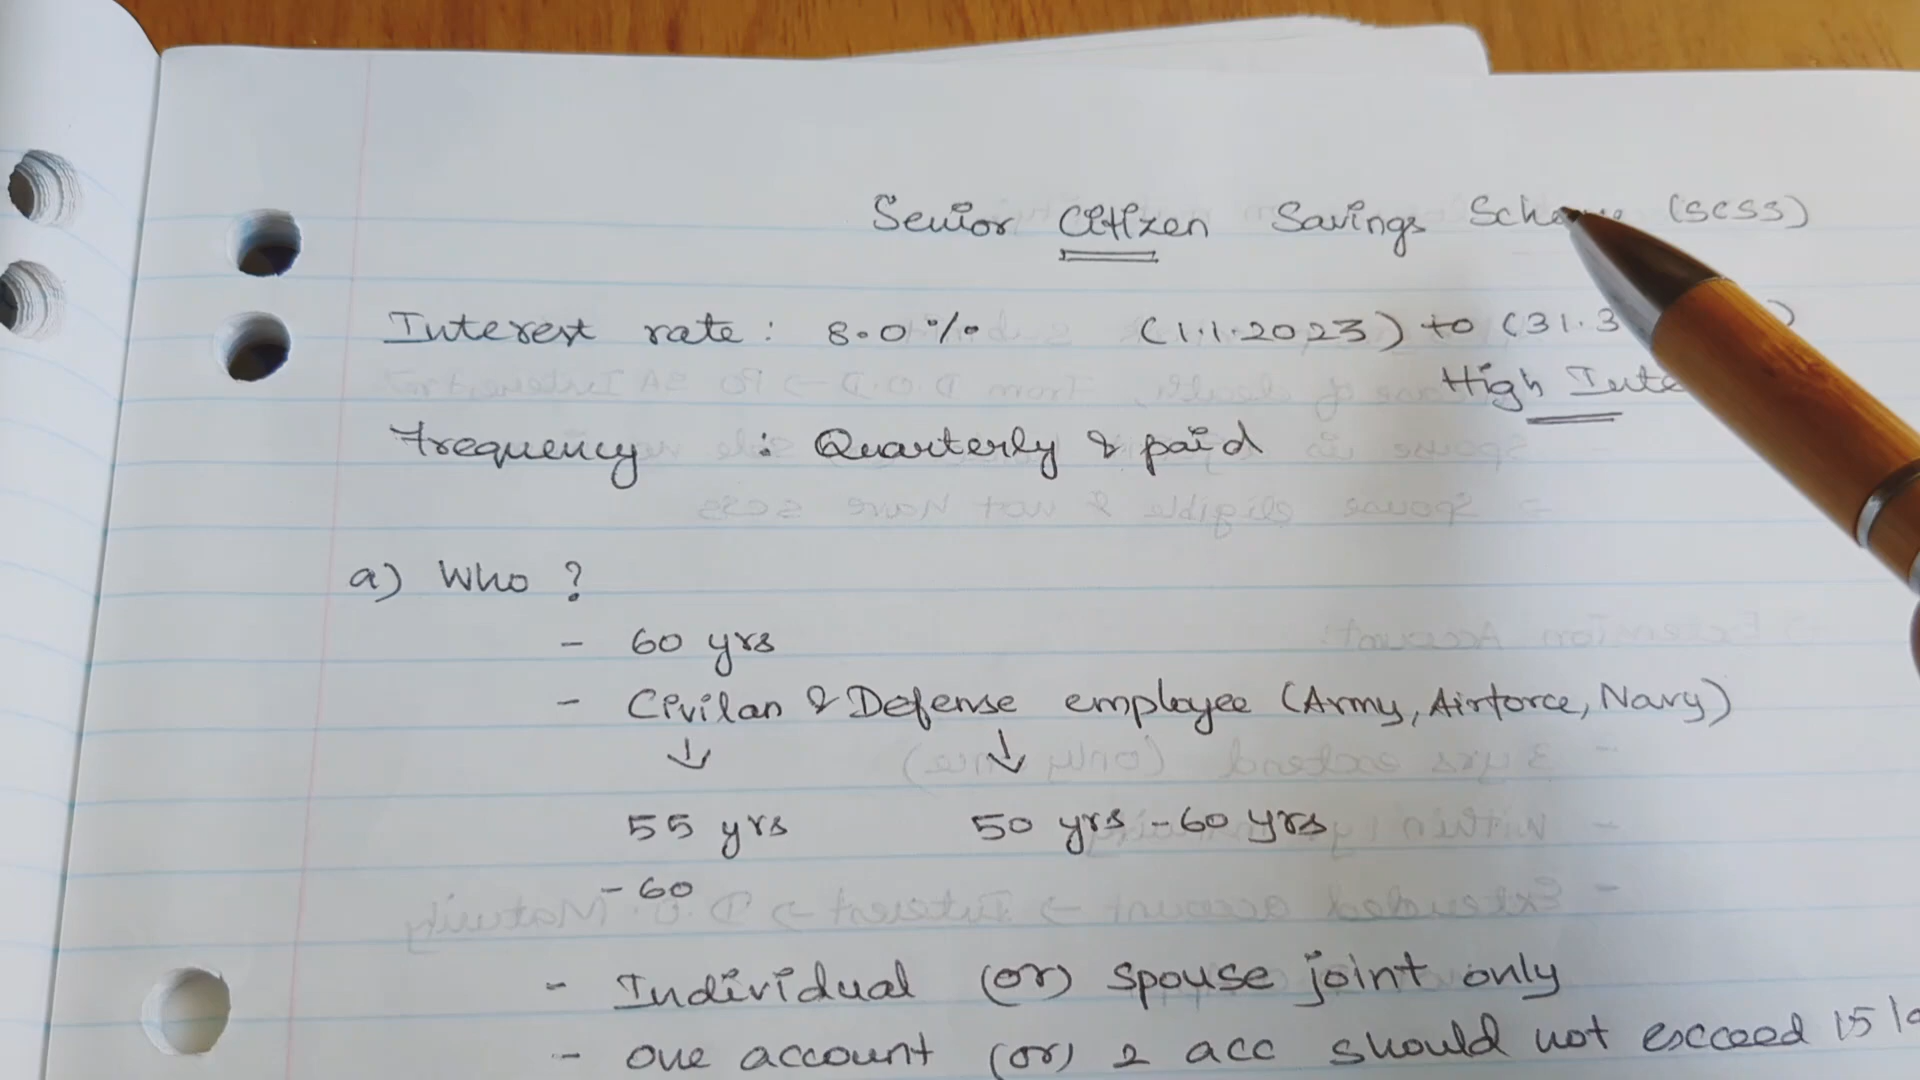 Senior Citizen Savings (SCSS)
Interest rate : 8.0% (1.1.2023) to (31.3
High
Frequency : Quarterly & paid
a) Who ?
- 60 yrs
- Civilan & Defense employee (Army, Airforce, Navy)
↓ ↓
55 yrs 50 yrs - 60 yrs
- 60
- Individual (or) spouse joint only
- one account (or) 2 acc should not exceed 15